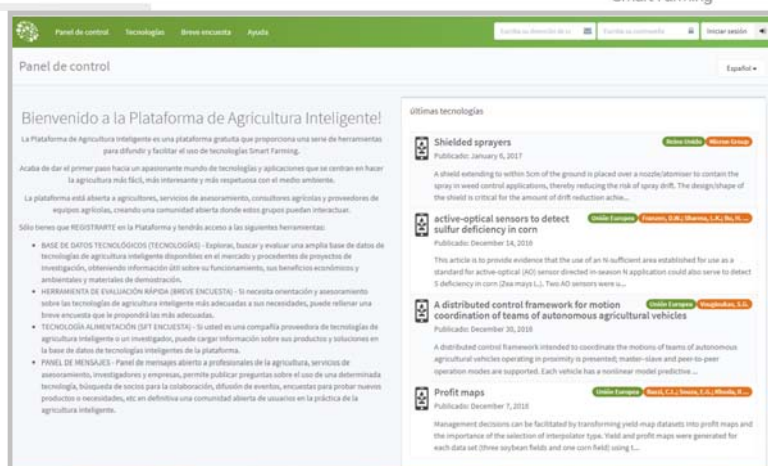 Smart Farming
Panel de control Tecnologías Breve encuesta Ayuda
Escriba su dirección de co Escriba su contraseña Iniciar sesión
Panel de control
Español
Bienvenido a la Plataforma de Agricultura Inteligente!
La Plataforma de Agricultura Inteligente es una plataforma gratuita que proporciona una serie de herramientas
para difundir y facilitar el uso de tecnologías Smart Farming.
Acaba de dar el primer paso hacia un apasionante mundo de tecnologías y aplicaciones que se centran en hacer
la agricultura más fácil, más interesante y más respetuosa con el medio ambiente.
La plataforma está abierta a agricultores, servicios de asesoramiento, consultores agrícolas y proveedores de
equipos agrícolas, creando una comunidad abierta donde estos grupos puedan interactuar.
Sólo tienes que REGISTRARTE en la Plataforma y tendrás acceso a las siguientes herramientas:
• BASE DE DATOS TECNOLÓGICOS (TECNOLOGÍAS) - Explorar, buscar y evaluar una amplia base de datos de
tecnologías de agricultura inteligente disponibles en el mercado y procedentes de proyectos de
investigación, obteniendo información útil sobre su funcionamiento, sus beneficios económicos y
ambientales y materiales de demostración.
• HERRAMIENTA DE EVALUACIÓN RÁPIDA (BREVE ENCUESTA) - Si necesita orientación y asesoramiento
sobre las tecnologías de agricultura inteligente más adecuadas a sus necesidades, puede rellenar una
breve encuesta que le propondrá las más adecuadas.
• TECNOLOGÍA ALIMENTACIÓN (SFT ENCUESTA) - Si usted es una compañía proveedora de tecnologías de
agricultura inteligente o un investigador, puede cargar información sobre sus productos y soluciones en
la base de datos de tecnologías inteligentes de la plataforma.
• PANEL DE MENSAJES - Panel de mensajes abierto a profesionales de la agricultura, servicios de
asesoramiento, investigadores y empresas, permite publicar preguntas sobre el uso de una determinada
tecnología, búsqueda de socios para la colaboración, difusión de eventos, encuestas para probar nuevos
productos o necesidades, etc en definitiva una comunidad abierta de usuarios en la práctica de la
agricultura inteligente.
últimas tecnologías
Shielded sprayers
Reino Unido Micron Group
Publicado: January 6, 2017
A shield extending to within 5cm of the ground is placed over a nozzle/atomiser to contain the
spray in weed control applications, thereby reducing the risk of spray drift. The design/shape of
the shield is critical for the amount of drift reduction achie...
active-optical sensors to detect
sulfur deficiency in corn
Unión Europea Franzen, D.W.; Sharma, L.K.; Bu, H. ...
Publicado: December 14, 2016
This article is to provide evidence that the use of an N-sufficient area established for use as a
standard for active-optical (AO) sensor directed in-season N application could also serve to detect
S deficiency in corn (Zea mays L.). Two AO sensors were u...
A distributed control framework for motion
coordination of teams of autonomous agricultural vehicles
Unión Europea Vougioukas, S.G.
Publicado: December 30, 2016
A distributed control framework intended to coordinate the motions of teams of autonomous
agricultural vehicles operating in proximity is presented; master-slave and peer-to-peer
operation modes are supported. Each vehicle has a nonlinear model predictive ...
Profit maps
Unión Europea Bazzi, C.L.; Souza, E.G.; Khosla, R ...
Publicado: December 7, 2016
Management decisions can be facilitated by transforming yield-map datasets into profit maps and
the importance of the selection of interpolator type. Yield and profit maps were generated for
each data set (three soybean fields and one corn field) using t...